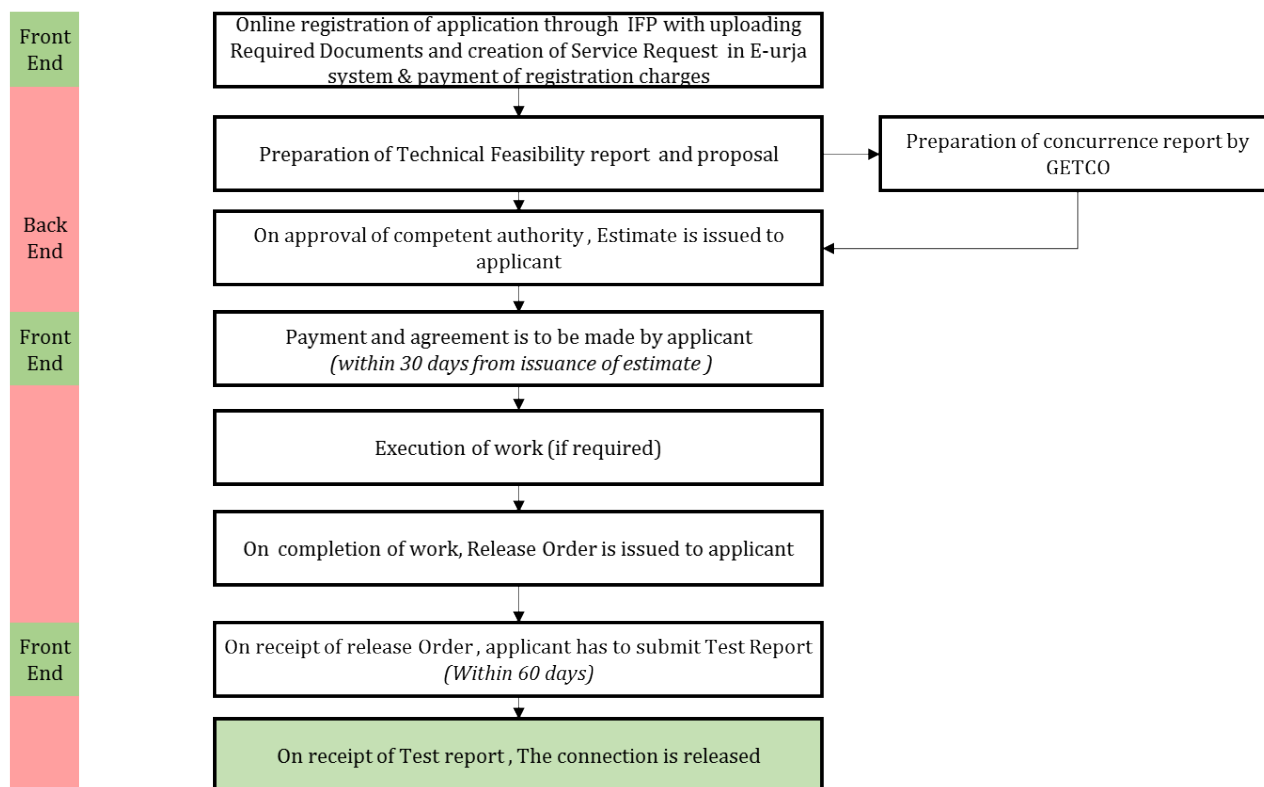 Front
End
Online registration of application through IFP with uploading
Required Documents and creation of Service Request in E-urja
system & payment of registration charges
Preparation of Technical Feasibility report and proposal
Preparation of concurrence report by
GETCO
Back
End
On approval of competent authority , Estimate is issued to
applicant
Front
End
Payment and agreement is to be made by applicant
(within 30 days from issuance of estimate )
Execution of work (if required)
On completion of work, Release Order is issued to applicant
Front
End
On receipt of release Order , applicant has to submit Test Report
(Within 60 days)
On receipt of Test report , The connection is released